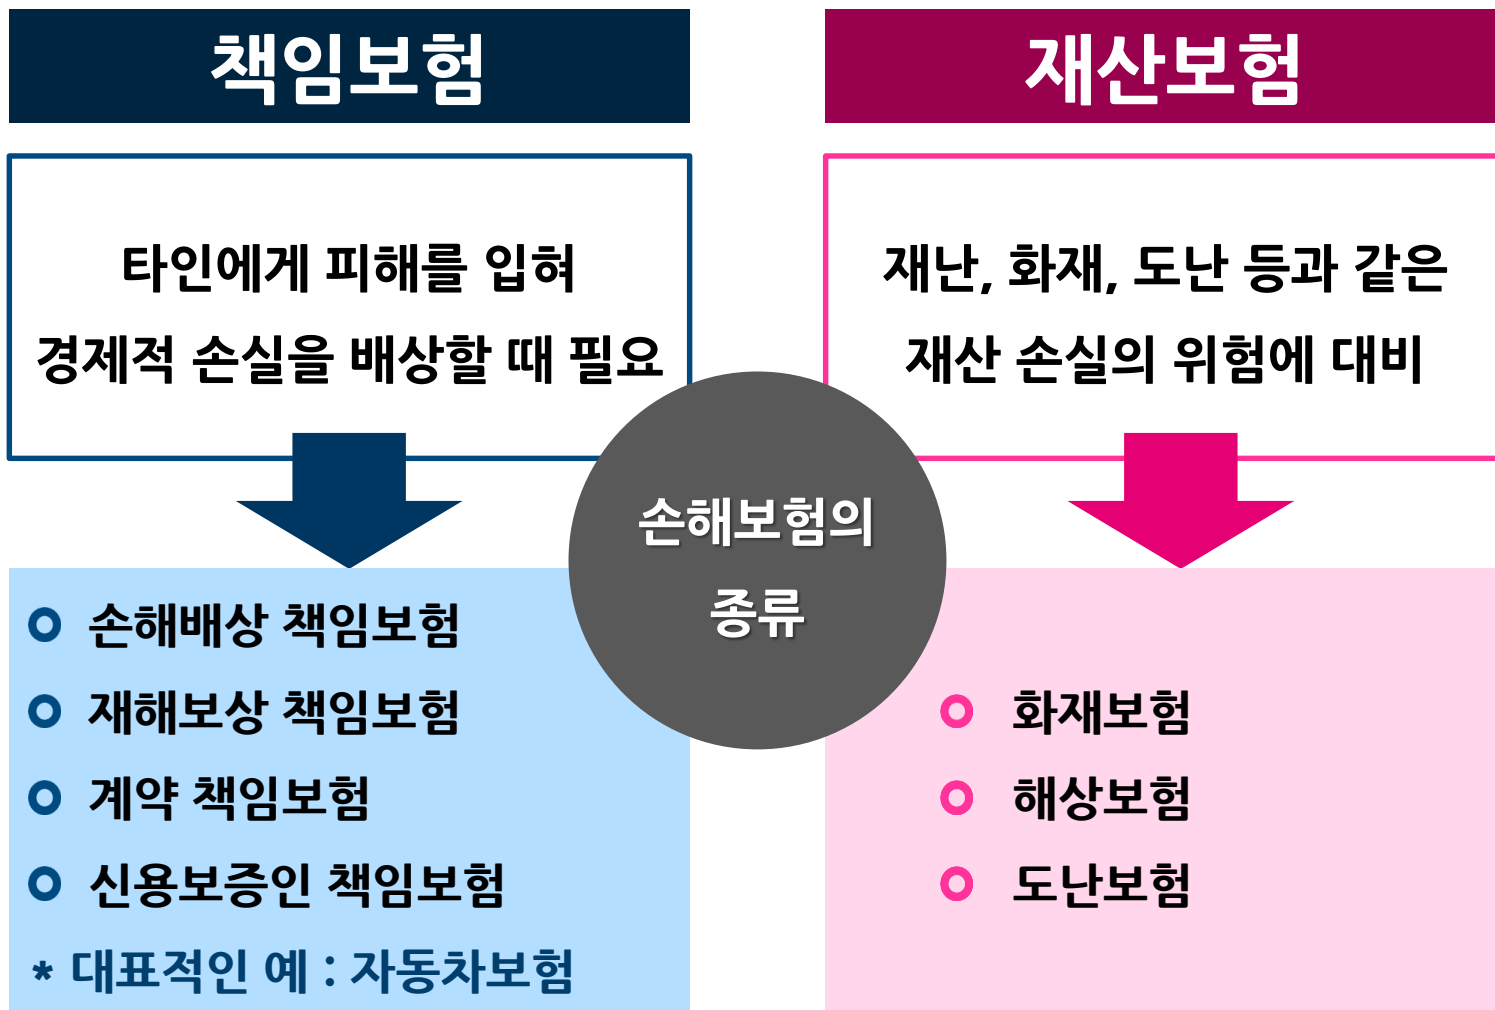 책임보험
타인에게 피해를 입혀
경제적 손실을 배상할 때 필요
손해배상 책임보험
재해보상 책임보험
계약 책임보험
신용보증인 책임보험
* 대표적인 예 : 자동차보험
손해보험의
종류
재산보험
재난, 화재, 도난 등과 같은
재산 손실의 위험에 대비
화재보험
해상보험
도난보험